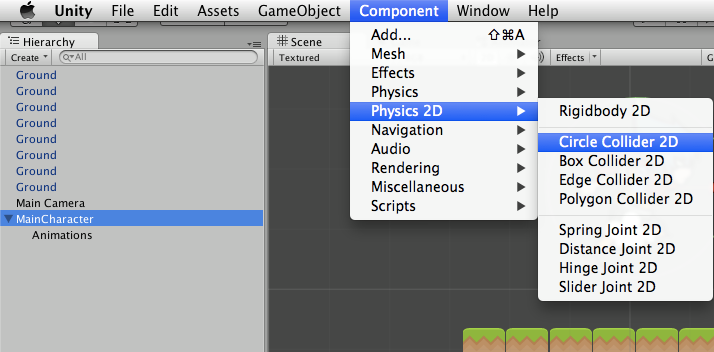 Unity File Edit Assets GameObject Component Window Help
Hierarchy
Create All
Ground
Ground
Ground
Ground
Ground
Ground
Ground
Ground
Main Camera
MainCharacter
Animations
Scene
Textured
Effects
G
Add... ⇧⌘A
Mesh
Effects
Physics
Physics 2D
Navigation
Audio
Rendering
Miscellaneous
Scripts
Rigidbody 2D
Circle Collider 2D
Box Collider 2D
Edge Collider 2D
Polygon Collider 2D
Spring Joint 2D
Distance Joint 2D
Hinge Joint 2D
Slider Joint 2D